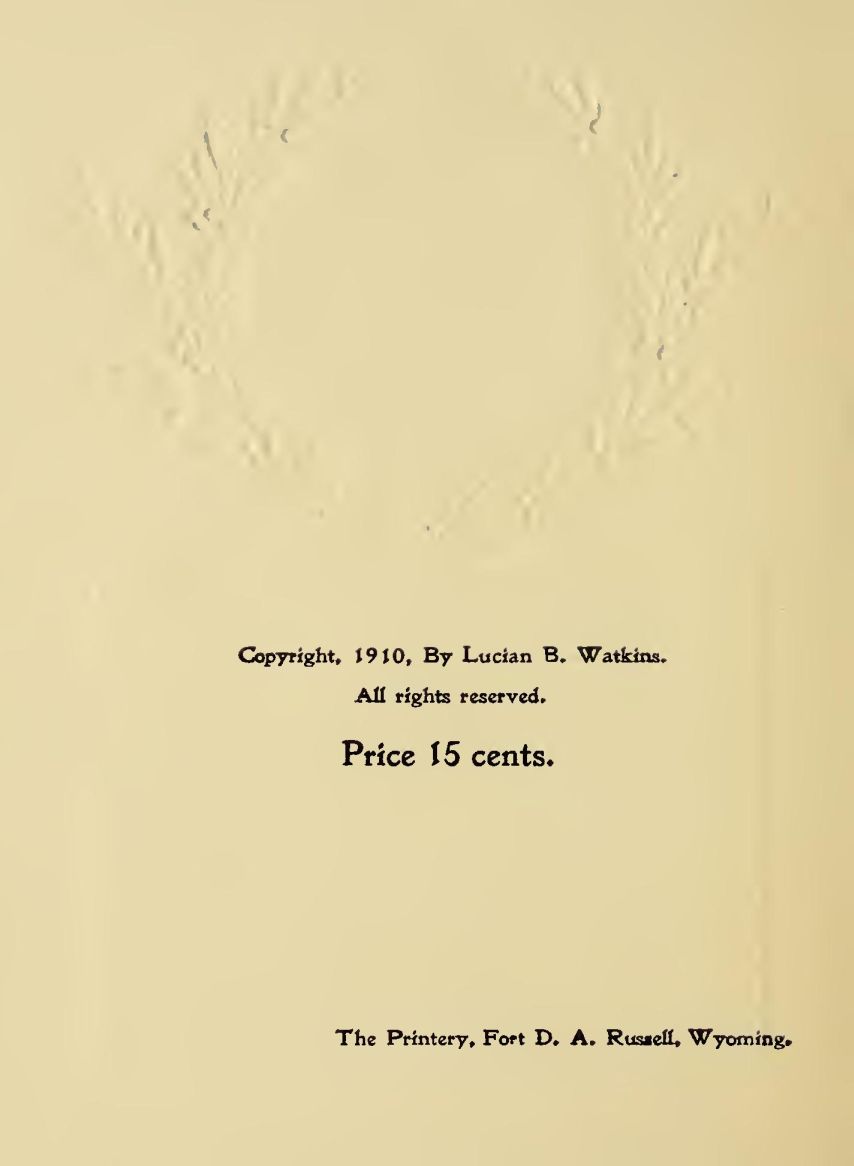 Copyright, 1910, By Lucian B. Watkins.
All rights reserved.
Price 15 cents.
The Printery, Fort D. A. Russell, Wyoming.